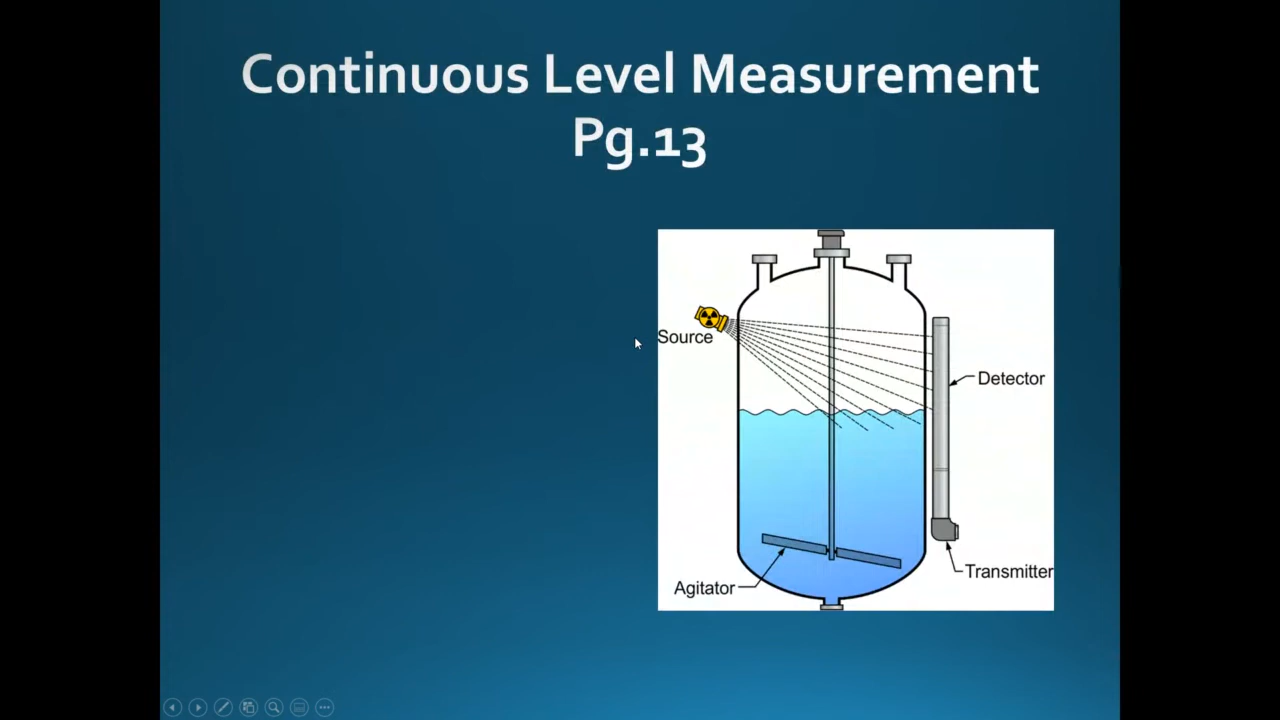 Continuous Level Measurement
Pg.13
Source
Detector
Transmitter
Agitator